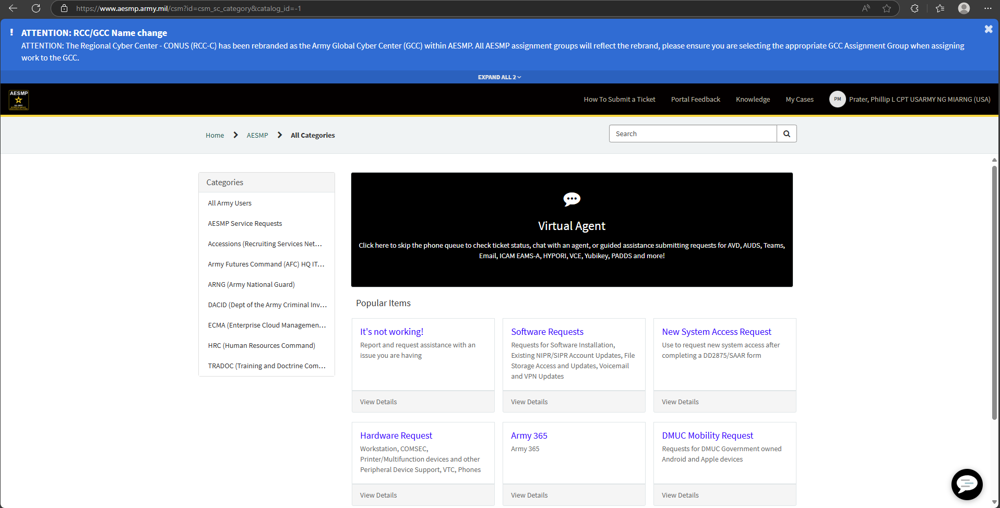 https://www.aesmp.army.mil/csm?id=csm_sc_category&catalog_id=-1
ATTENTION: RCC/GCC Name change
ATTENTION: The Regional Cyber Center - CONUS (RCC-C) has been rebranded as the Army Global Cyber Center (GCC) within AESMP. All AESMP assignment groups will reflect the rebrand, please ensure you are selecting the appropriate GCC Assignment Group when assigning
work to the GCC.
EXPAND ALL 2
AESMP
How To Submit a Ticket
Portal Feedback
Knowledge
My Cases
PM
Prater, Phillip L CPT USARMY NG MIARNG (USA)
Home
AESMP
All Categories
Search
Categories
All Army Users
AESMP Service Requests
Accessions (Recruiting Services Net...
Army Futures Command (AFC) HQ IT...
ARNG (Army National Guard)
DACID (Dept of the Army Criminal Inv...
ECMA (Enterprise Cloud Managemen...
HRC (Human Resources Command)
TRADOC (Training and Doctrine Com...
Virtual Agent
Click here to skip the phone queue to check ticket status, chat with an agent, or guided assistance submitting requests for AVD, AUDS, Teams,
Email, ICAM EAMS-A, HYPORI, VCE, Yubikey, PADDS and more!
Popular Items
It's not working!
Report and request assistance with an
issue you are having
View Details
Software Requests
Requests for Software Installation,
Existing NIPR/SIPR Account Updates, File
Storage Access and Updates, Voicemail
and VPN Updates
View Details
New System Access Request
Use to request new system access after
completing a DD2875/SAAR form
View Details
Hardware Request
Workstation, COMSEC,
Printer/Multifunction devices and other
Peripheral Device Support, VTC, Phones
View Details
Army 365
Army 365
View Details
DMUC Mobility Request
Requests for DMUC Government owned
Android and Apple devices
View Details